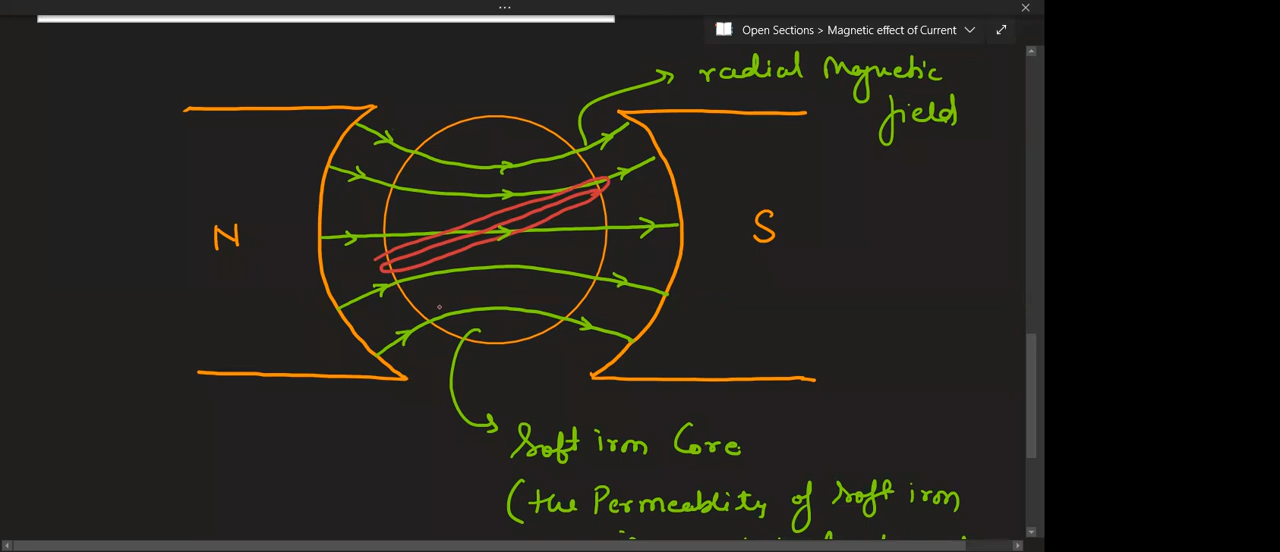 ...
Open Sections > Magnetic effect of Current
radial Magnetic
field
N
S
Soft iron Core
(the Permeablity of soft iron